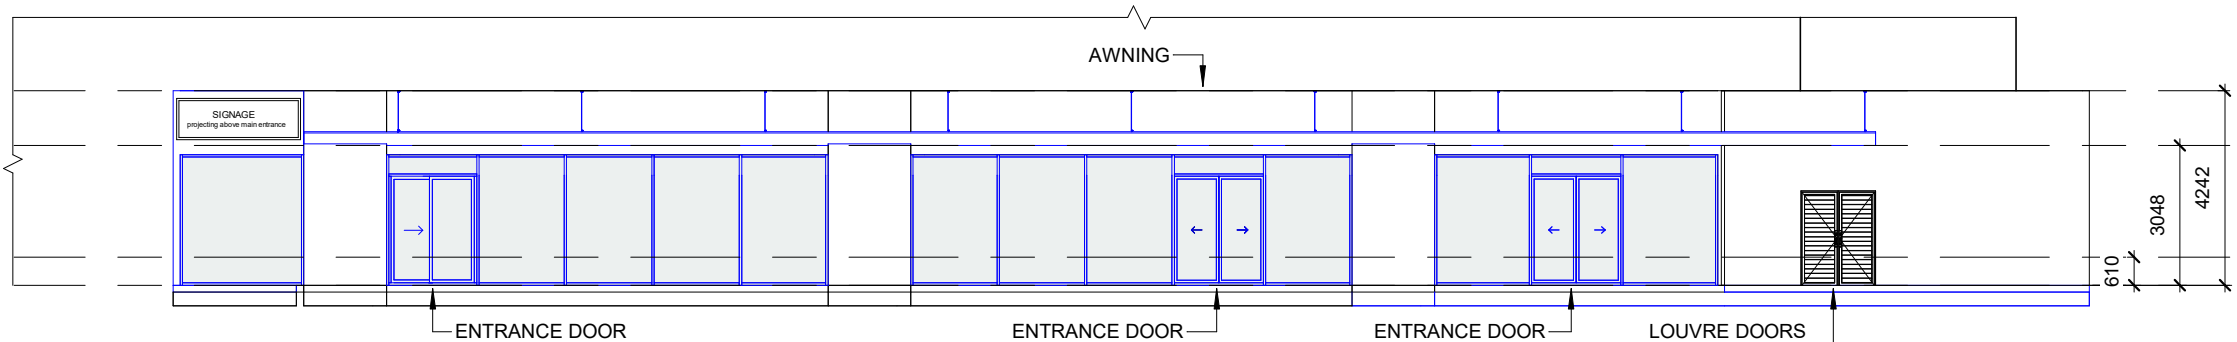 AWNING
SIGNAGE
projecting above main entrance
4242
3048
610
ENTRANCE DOOR
ENTRANCE DOOR
ENTRANCE DOOR
LOUVRE DOORS